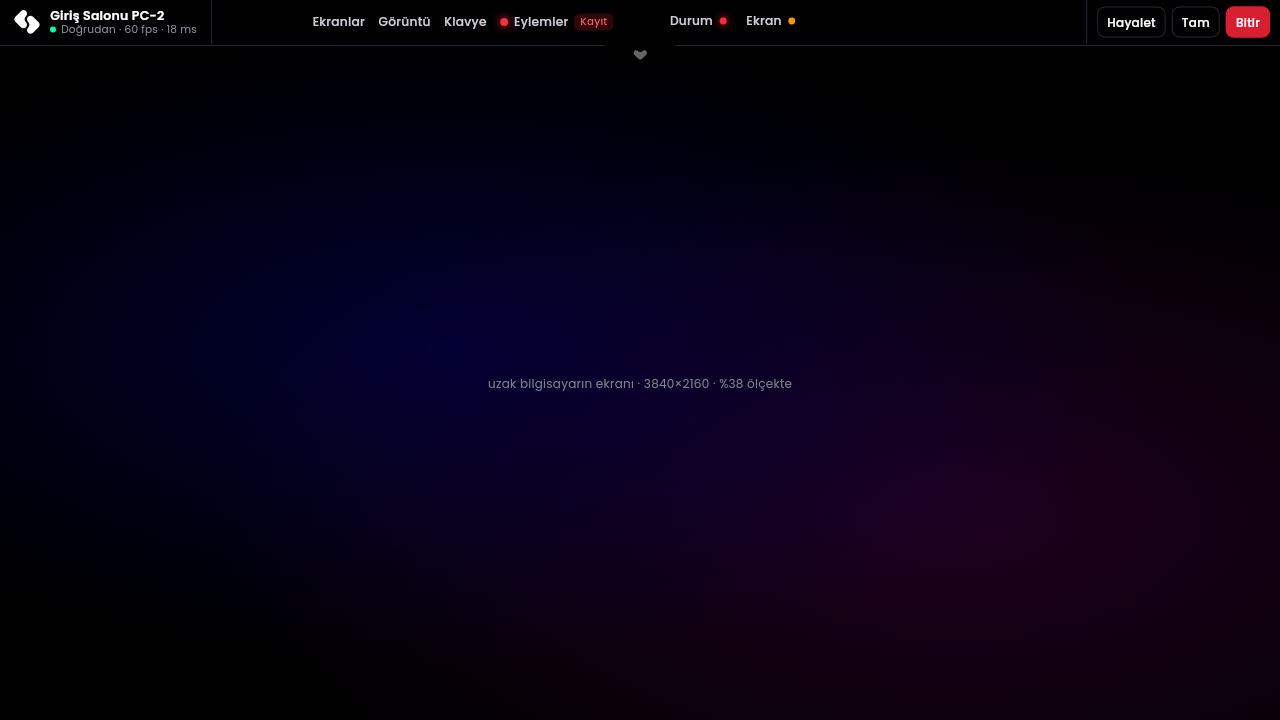 Giriş Salonu PC-2
Doğrudan · 60 fps · 18 ms
Ekranlar Görüntü Klavye Eylemler Kayıt Durum Ekran
Hayalet Tam Bitir
uzak bilgisayarın ekranı · 3840×2160 · %38 ölçekte